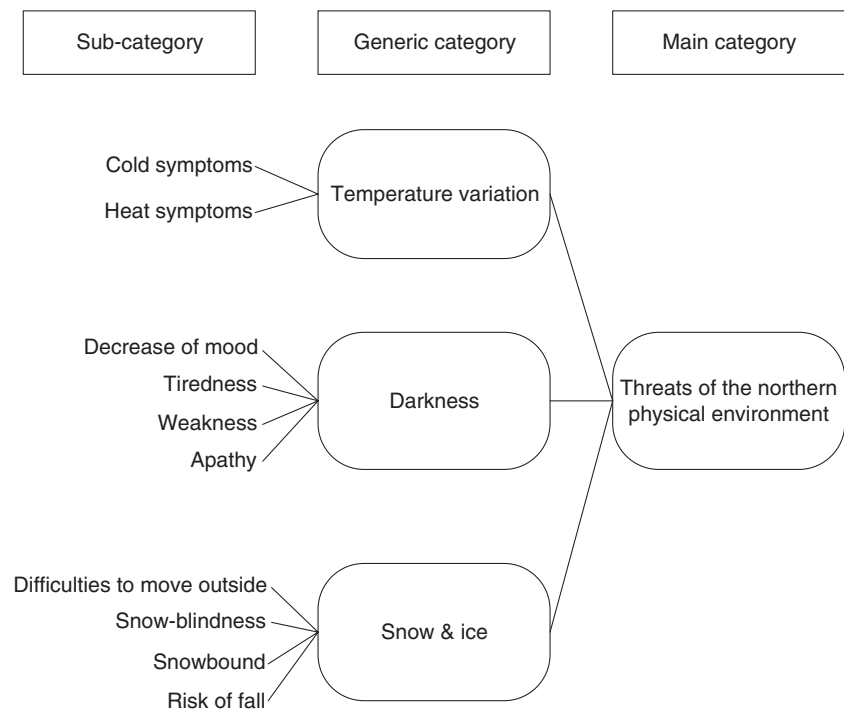 Sub-category
Generic category
Main category
Cold symptoms
Heat symptoms
Temperature variation
Decrease of mood
Tiredness
Weakness
Apathy
Darkness
Threats of the northern
physical environment
Difficulties to move outside
Snow-blindness
Snowbound
Risk of fall
Snow & ice